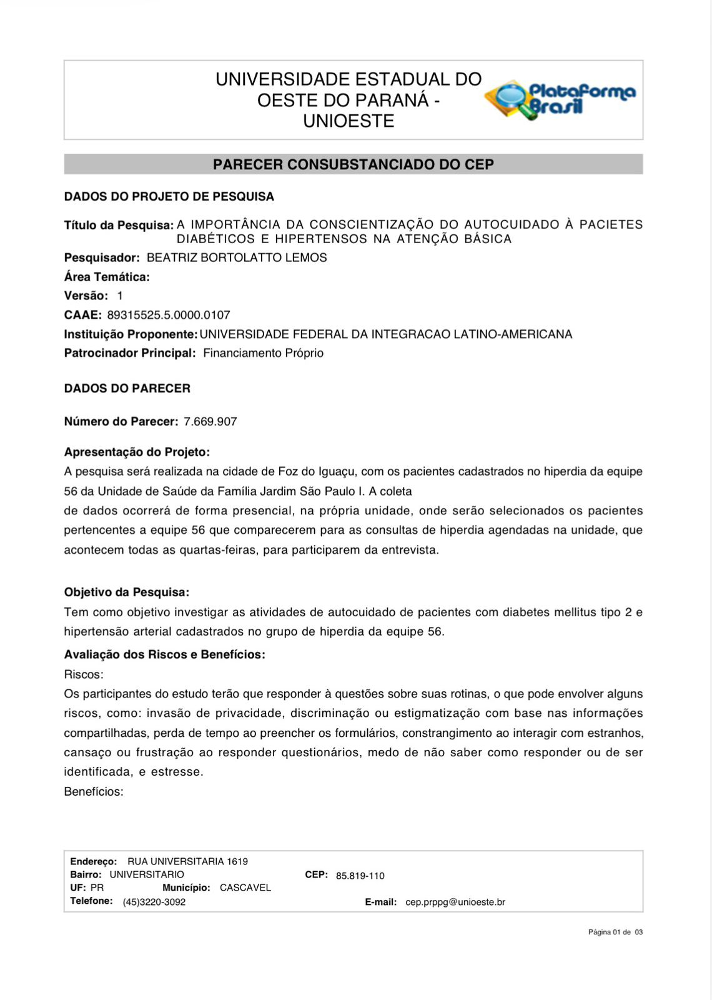 UNIVERSIDADE ESTADUAL DO
OESTE DO PARANÁ -
UNIOESTE
Plataforma
Brasil
PARECER CONSUBSTANCIADO DO CEP
DADOS DO PROJETO DE PESQUISA
Título da Pesquisa: A IMPORTÂNCIA DA CONSCIENTIZAÇÃO DO AUTOCUIDADO À PACIETES
DIABÉTICOS E HIPERTENSOS NA ATENÇÃO BÁSICA
Pesquisador: BEATRIZ BORTOLATTO LEMOS
Área Temática:
Versão: 1
CAAE: 89315525.5.0000.0107
Instituição Proponente: UNIVERSIDADE FEDERAL DA INTEGRACAO LATINO-AMERICANA
Patrocinador Principal: Financiamento Próprio
DADOS DO PARECER
Número do Parecer: 7.669.907
Apresentação do Projeto:
A pesquisa será realizada na cidade de Foz do Iguaçu, com os pacientes cadastrados no hiperdia da equipe
56 da Unidade de Saúde da Família Jardim São Paulo I. A coleta
de dados ocorrerá de forma presencial, na própria unidade, onde serão selecionados os pacientes
pertencentes a equipe 56 que comparecerem para as consultas de hiperdia agendadas na unidade, que
acontecem todas as quartas-feiras, para participarem da entrevista.
Objetivo da Pesquisa:
Tem como objetivo investigar as atividades de autocuidado de pacientes com diabetes mellitus tipo 2 e
hipertensão arterial cadastrados no grupo de hiperdia da equipe 56.
Avaliação dos Riscos e Benefícios:
Riscos:
Os participantes do estudo terão que responder à questões sobre suas rotinas, o que pode envolver alguns
riscos, como: invasão de privacidade, discriminação ou estigmatização com base nas informações
compartilhadas, perda de tempo ao preencher os formulários, constrangimento ao interagir com estranhos,
cansaço ou frustração ao responder questionários, medo de não saber como responder ou de ser
identificada, e estresse.
Benefícios:
Endereço: RUA UNIVERSITARIA 1619
Bairro: UNIVERSITARIO CEP: 85.819-110
UF: PR Município: CASCAVEL
Telefone: (45)3220-3092 E-mail: cep.prppg@unioeste.br
Página 01 de 03